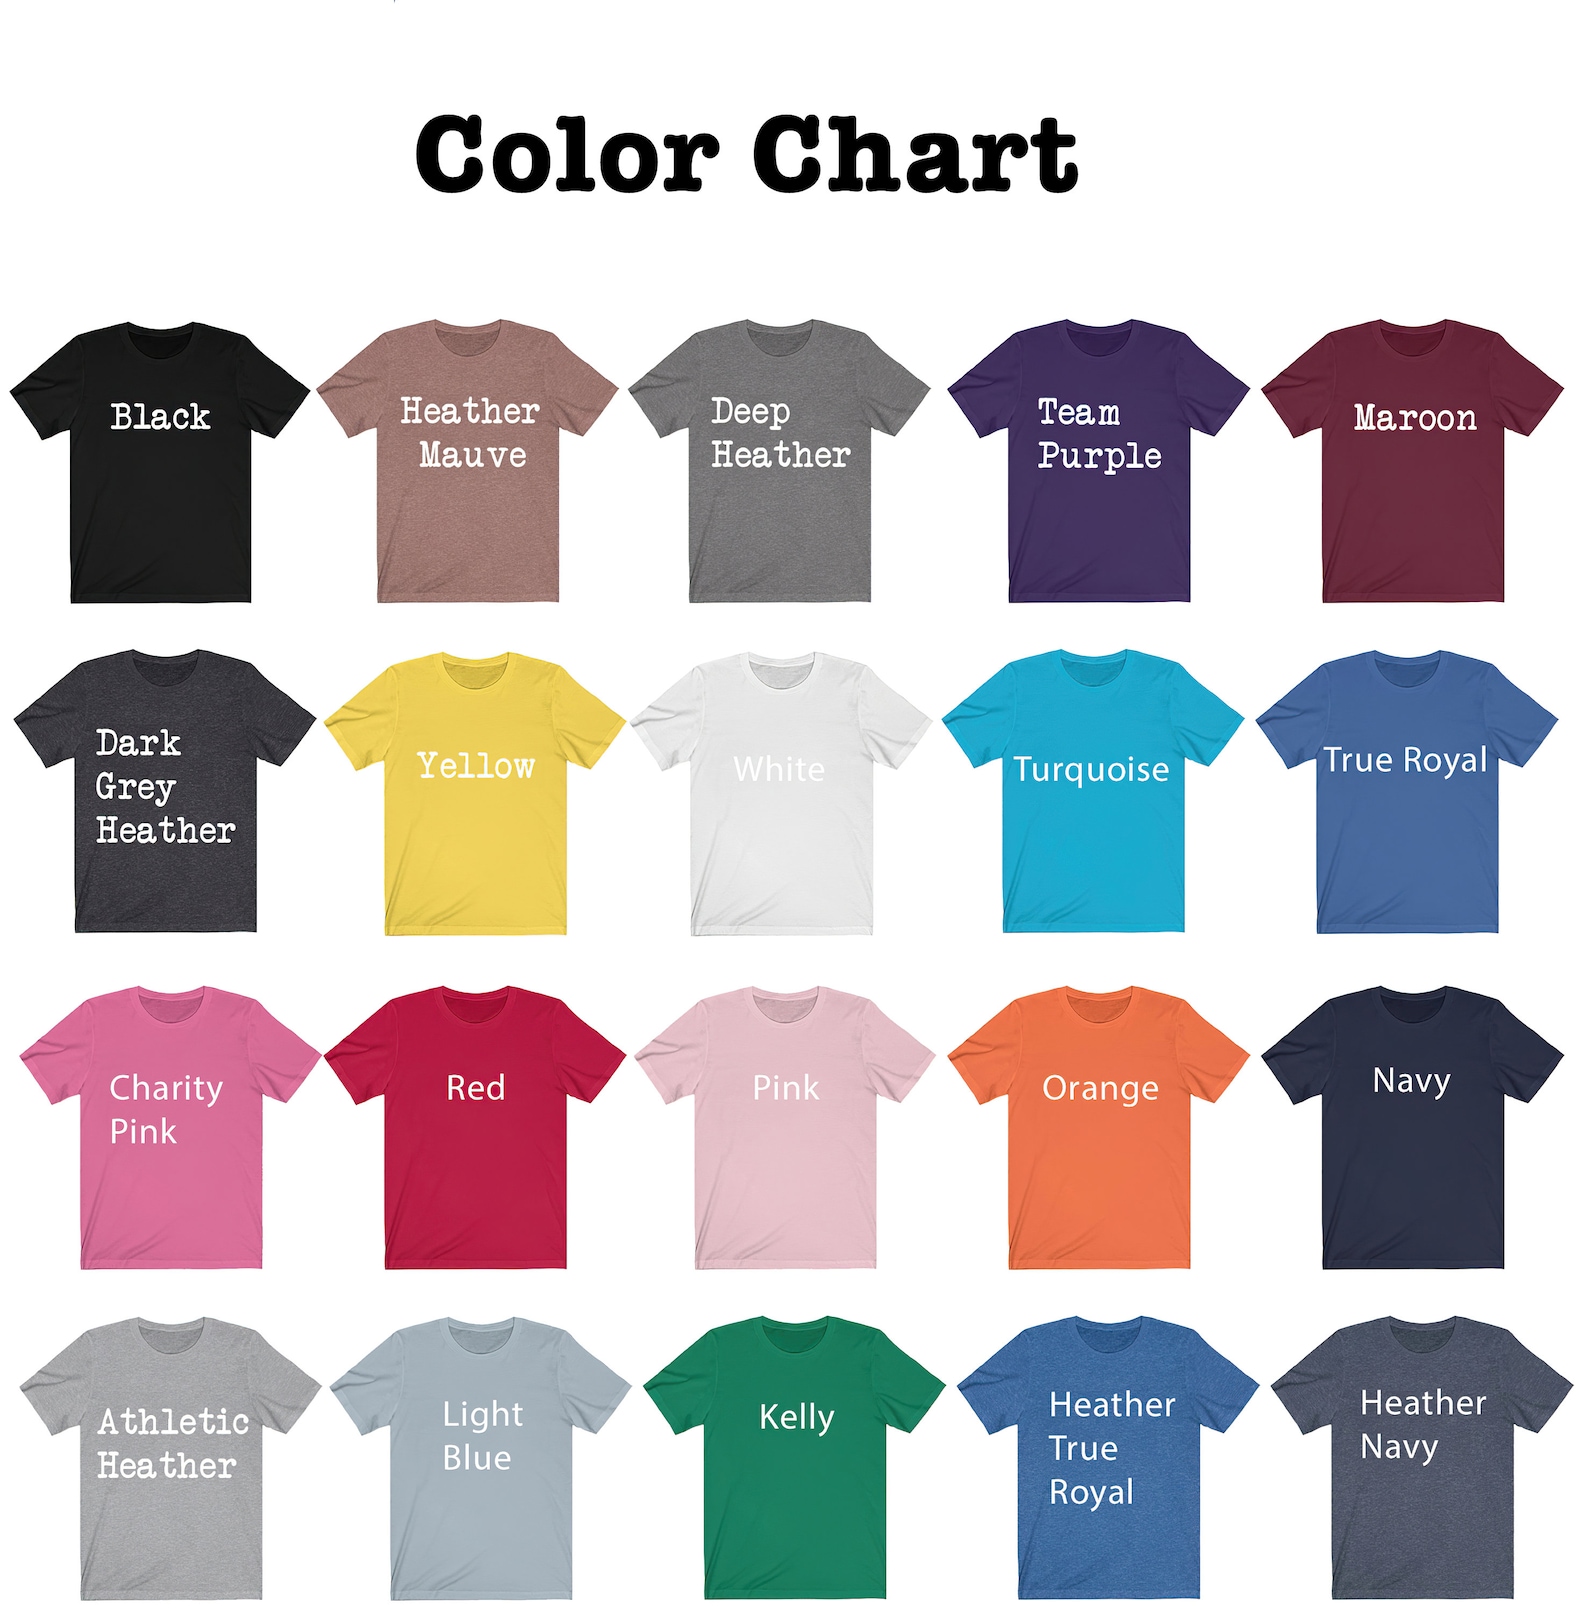 Color Chart
Black
Heather
Mauve
Deep
Heather
Team
Purple
Maroon
Dark
Grey
Heather
Yellow
White
Turquoise
True Royal
Charity
Pink
Red
Pink
Orange
Navy
Athletic
Heather
Light
Blue
Kelly
Heather
True
Royal
Heather
Navy